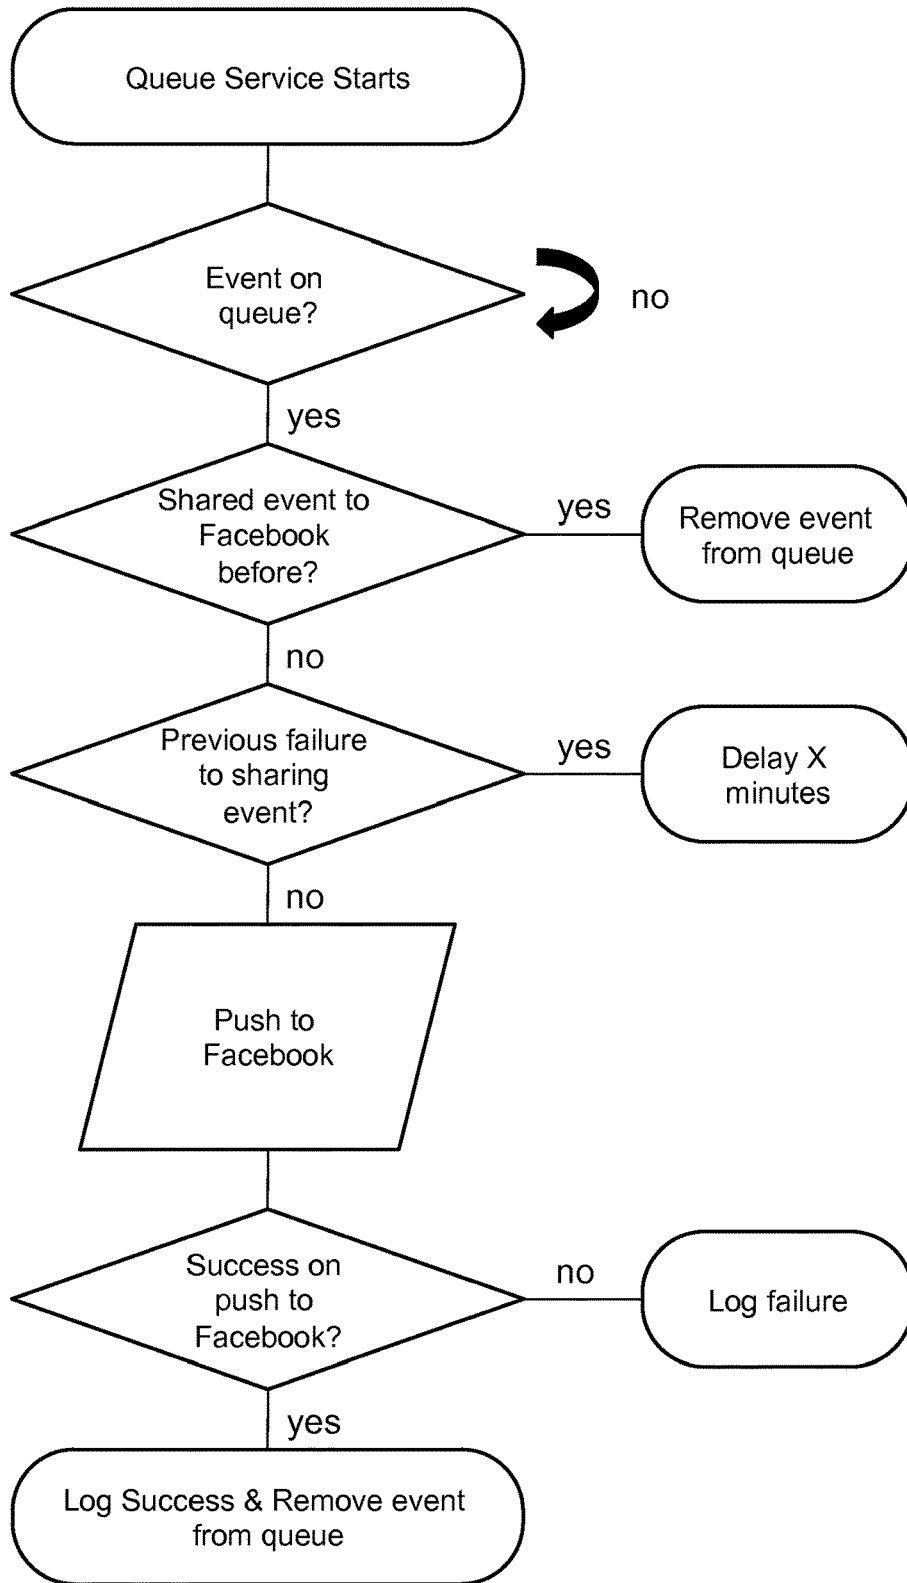 Queue Service Starts
Event on
queue?
no
yes
Shared event to
Facebook
before?
yes
Remove event
from queue
no
Previous failure
to sharing
event?
yes
Delay X
minutes
no
Push to
Facebook
Success on
push to
Facebook?
no
Log failure
yes
Log Success & Remove event
from queue